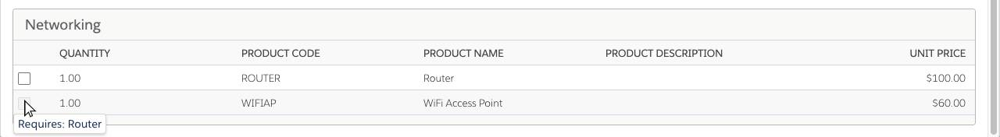 Networking
QUANTITY PRODUCT CODE PRODUCT NAME PRODUCT DESCRIPTION UNIT PRICE
1.00 ROUTER Router $100.00
1.00 WIFIAP WiFi Access Point $60.00
Requires: Router